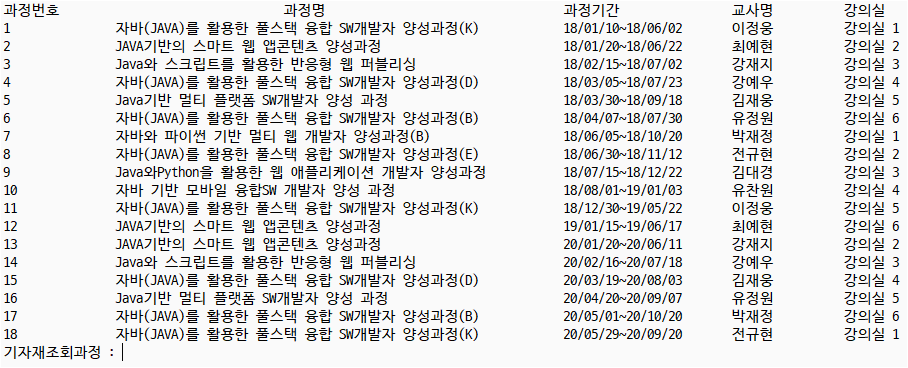 과정번호 과정명 과정기간 교사명 강의실
1 자바(JAVA)를 활용한 풀스택 융합 SW개발자 양성과정(K) 18/01/10~18/06/02 이정웅 강의실 1
2 JAVA기반의 스마트 웹 앱콘텐츠 양성과정 18/01/20~18/06/22 최예현 강의실 2
3 Java와 스크립트를 활용한 반응형 웹 퍼블리싱 18/02/15~18/07/02 강재지 강의실 3
4 자바(JAVA)를 활용한 풀스택 융합 SW개발자 양성과정(D) 18/03/05~18/07/23 강예우 강의실 4
5 Java기반 멀티 플랫폼 SW개발자 양성 과정 18/03/30~18/09/18 김재웅 강의실 5
6 자바(JAVA)를 활용한 풀스택 융합 SW개발자 양성과정(B) 18/04/07~18/07/30 유정원 강의실 6
7 자바와 파이썬 기반 멀티 웹 개발자 양성과정(B) 18/06/05~18/10/20 박재정 강의실 1
8 자바(JAVA)를 활용한 풀스택 융합 SW개발자 양성과정(E) 18/06/30~18/11/12 전규현 강의실 2
9 Java와Python을 활용한 웹 애플리케이션 개발자 양성과정 18/07/15~18/12/22 김대경 강의실 3
10 자바 기반 모바일 융합SW 개발자 양성 과정 18/08/01~19/01/03 유찬원 강의실 4
11 자바(JAVA)를 활용한 풀스택 융합 SW개발자 양성과정(K) 18/12/30~19/05/22 이정웅 강의실 5
12 JAVA기반의 스마트 웹 앱콘텐츠 양성과정 19/01/15~19/06/17 최예현 강의실 6
13 JAVA기반의 스마트 웹 앱콘텐츠 양성과정 20/01/20~20/06/11 강재지 강의실 2
14 Java와 스크립트를 활용한 반응형 웹 퍼블리싱 20/02/16~20/07/18 강예우 강의실 3
15 자바(JAVA)를 활용한 풀스택 융합 SW개발자 양성과정(D) 20/03/19~20/08/03 김재웅 강의실 4
16 Java기반 멀티 플랫폼 SW개발자 양성 과정 20/04/20~20/09/07 유정원 강의실 5
17 자바(JAVA)를 활용한 풀스택 융합 SW개발자 양성과정(B) 20/05/01~20/10/20 박재정 강의실 6
18 자바(JAVA)를 활용한 풀스택 융합 SW개발자 양성과정(K) 20/05/29~20/09/20 전규현 강의실 1
기자재조회과정 :